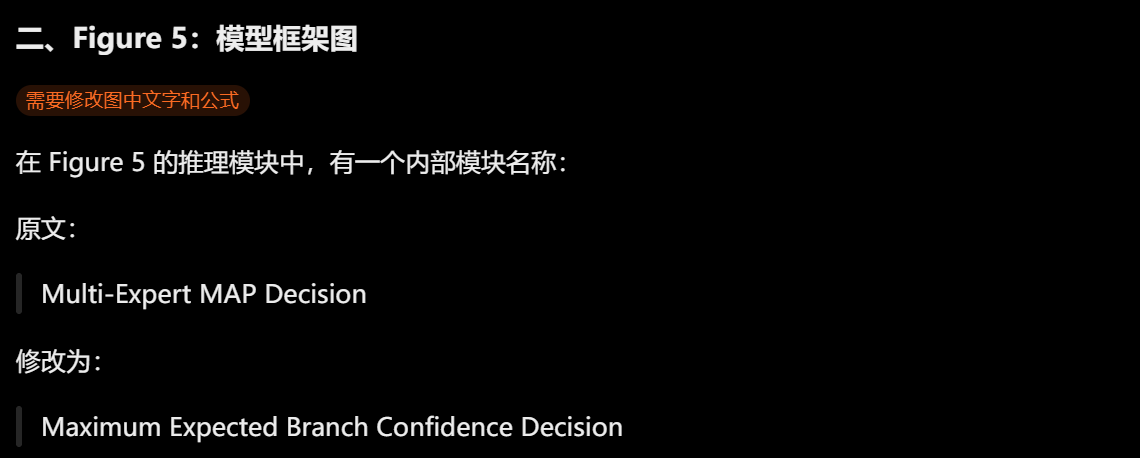 二、Figure 5：模型框架图
需要修改图中文字和公式
在 Figure 5 的推理模块中，有一个内部模块名称：
原文：
Multi-Expert MAP Decision
修改为：
Maximum Expected Branch Confidence Decision